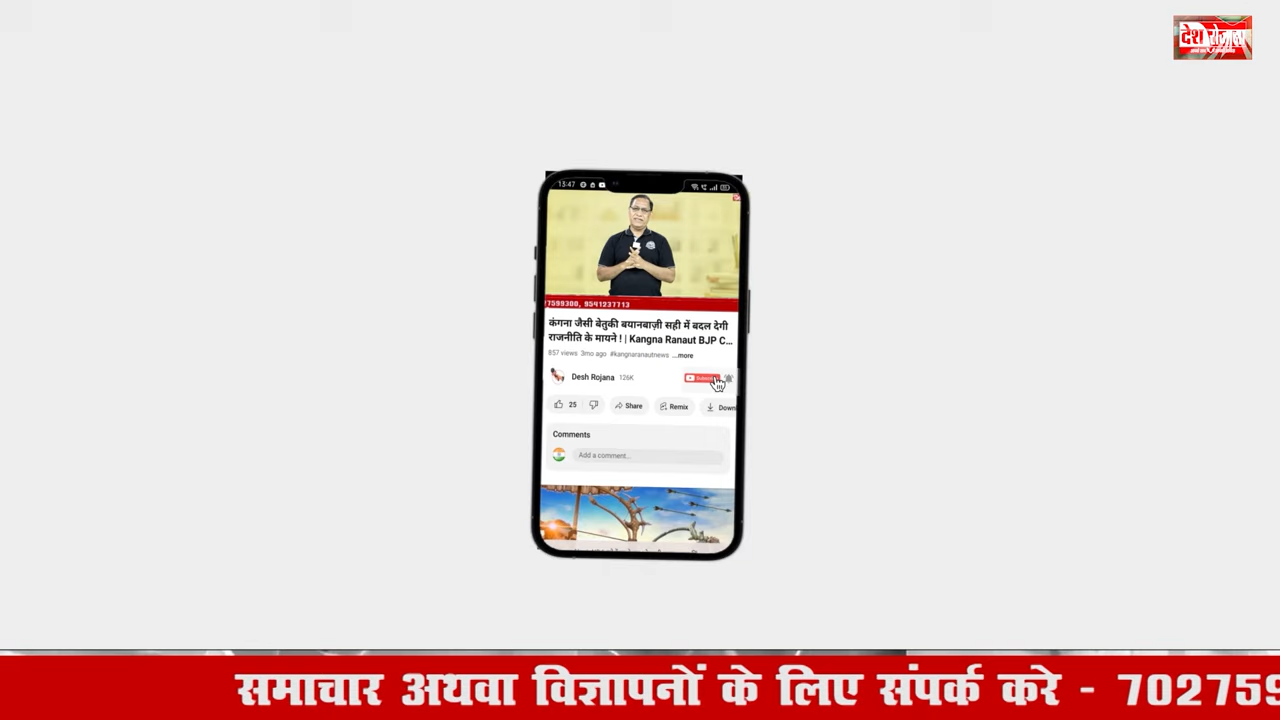 देश रोजाना
13:47
77599300, 9541237713
कंगना जैसी बेतुकी बयानबाज़ी सही में बदल देगी
राजनीति के मायने ! | Kangna Ranaut BJP C...
857 views 3mo ago #kangnaranautnews ...more
Desh Rojana 126K
25 Share Remix Down
Comments
Add a comment...
समाचार अथवा विज्ञापनों के लिए संपर्क करे - 702759